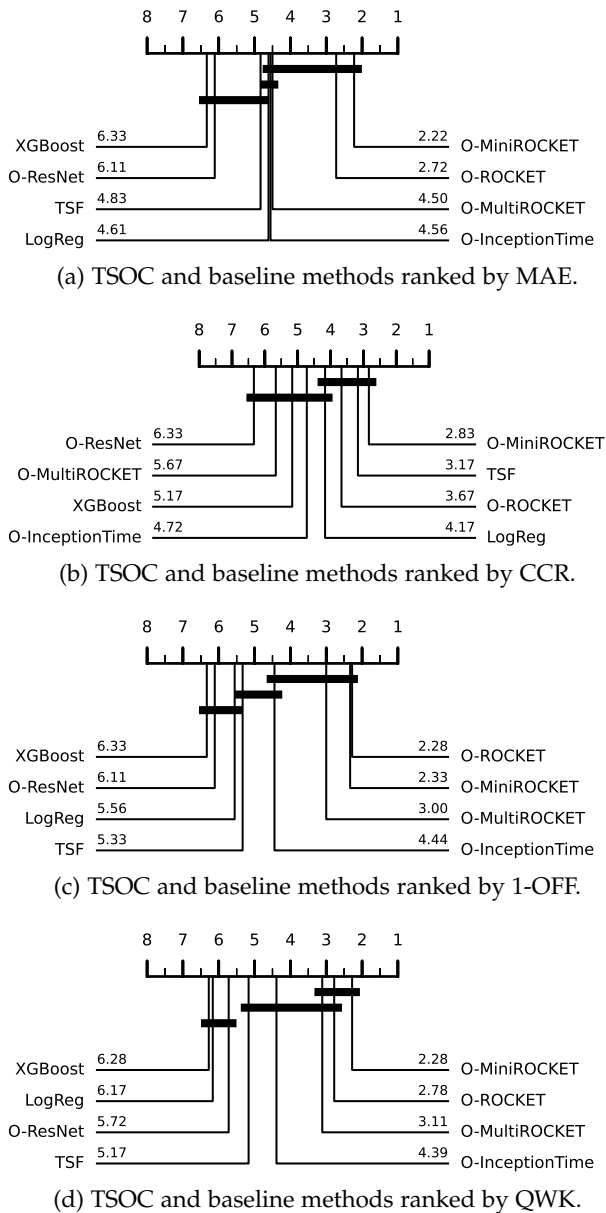 8 7 6 5 4 3 2 1
XGBoost 6.33 2.22 O-MiniROCKET
O-ResNet 6.11 2.72 O-ROCKET
TSF 4.83 4.50 O-MultiROCKET
LogReg 4.61 4.56 O-InceptionTime
(a) TSOC and baseline methods ranked by MAE.
8 7 6 5 4 3 2 1
O-ResNet 6.33 2.83 O-MiniROCKET
O-MultiROCKET 5.67 3.17 TSF
XGBoost 5.17 3.67 O-ROCKET
O-InceptionTime 4.72 4.17 LogReg
(b) TSOC and baseline methods ranked by CCR.
8 7 6 5 4 3 2 1
XGBoost 6.33 2.28 O-ROCKET
O-ResNet 6.11 2.33 O-MiniROCKET
LogReg 5.56 3.00 O-MultiROCKET
TSF 5.33 4.44 O-InceptionTime
(c) TSOC and baseline methods ranked by 1-OFF.
8 7 6 5 4 3 2 1
XGBoost 6.28 2.28 O-MiniROCKET
LogReg 6.17 2.78 O-ROCKET
O-ResNet 5.72 3.11 O-MultiROCKET
TSF 5.17 4.39 O-InceptionTime
(d) TSOC and baseline methods ranked by QWK.